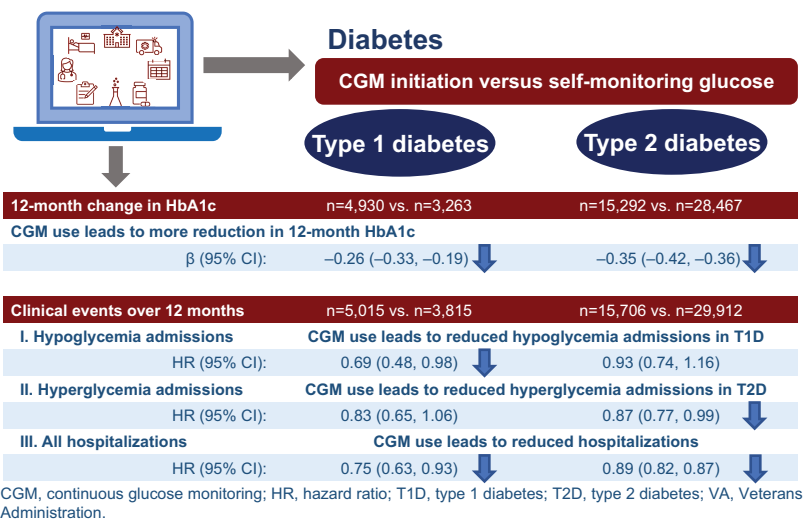 Diabetes
CGM initiation versus self-monitoring glucose
Type 1 diabetes Type 2 diabetes
12-month change in HbA1c n=4,930 vs. n=3,263 n=15,292 vs. n=28,467
CGM use leads to more reduction in 12-month HbA1c
β (95% CI): –0.26 (–0.33, –0.19) –0.35 (–0.42, –0.36)
Clinical events over 12 months n=5,015 vs. n=3,815 n=15,706 vs. n=29,912
I. Hypoglycemia admissions CGM use leads to reduced hypoglycemia admissions in T1D
HR (95% CI): 0.69 (0.48, 0.98) 0.93 (0.74, 1.16)
II. Hyperglycemia admissions CGM use leads to reduced hyperglycemia admissions in T2D
HR (95% CI): 0.83 (0.65, 1.06) 0.87 (0.77, 0.99)
III. All hospitalizations CGM use leads to reduced hospitalizations
HR (95% CI): 0.75 (0.63, 0.93) 0.89 (0.82, 0.87)
CGM, continuous glucose monitoring; HR, hazard ratio; T1D, type 1 diabetes; T2D, type 2 diabetes; VA, Veterans
Administration.